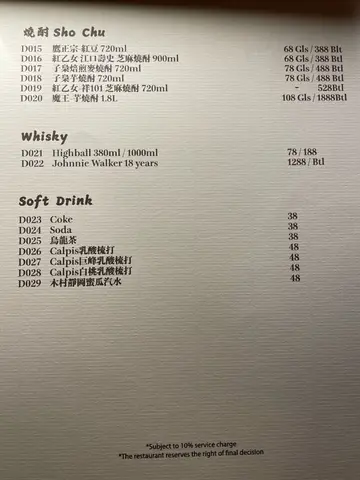 燒酎 Sho Chu
D015 鷹正宗-紅豆 720ml 68 Gls / 388 Blt
D016 紅乙女 江口壽史 芝麻燒酎 900ml 68 Gls / 388 Btl
D017 子梟焙煎麥燒酎 720ml 78 Gls / 488 Btl
D018 子梟芋燒酎 720ml 78 Gls / 488 Btl
D019 紅乙女-祥101 芝麻燒酎 720ml - 528Btl
D020 魔王-芋燒酎 1.8L 108 Gls / 1888Btl
Whisky
D021 Highball 380ml / 1000ml 78 / 188
D022 Johnnie Walker 18 years 1288 / Btl
Soft Drink
D023 Coke 38
D024 Soda 38
D025 烏龍茶 38
D026 Calpis乳酸梳打 48
D027 Calpis巨峰乳酸梳打 48
D028 Calpis白桃乳酸梳打 48
D029 木村靜岡蜜瓜汽水 48
*Subject to 10% service charge
*The restaurant reserves the right of final decision